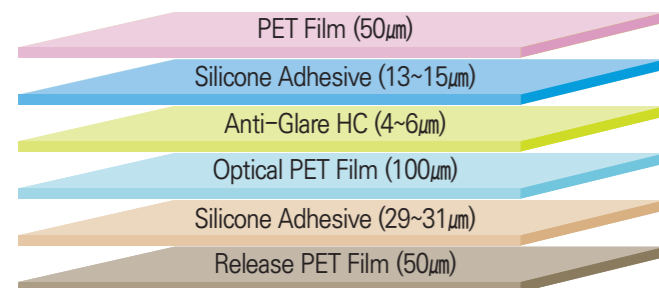 PET Film (50㎛)
Silicone Adhesive (13~15㎛)
Anti-Glare HC (4~6㎛)
Optical PET Film (100㎛)
Silicone Adhesive (29~31㎛)
Release PET Film (50㎛)